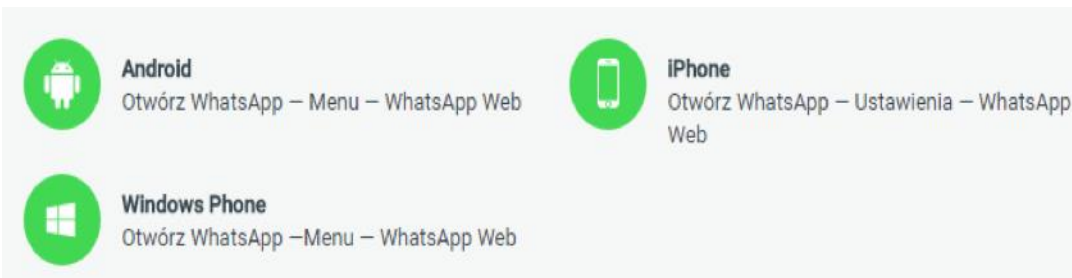 Android
Otwórz WhatsApp — Menu — WhatsApp Web
iPhone
Otwórz WhatsApp — Ustawienia — WhatsApp
Web
Windows Phone
Otwórz WhatsApp —Menu — WhatsApp Web